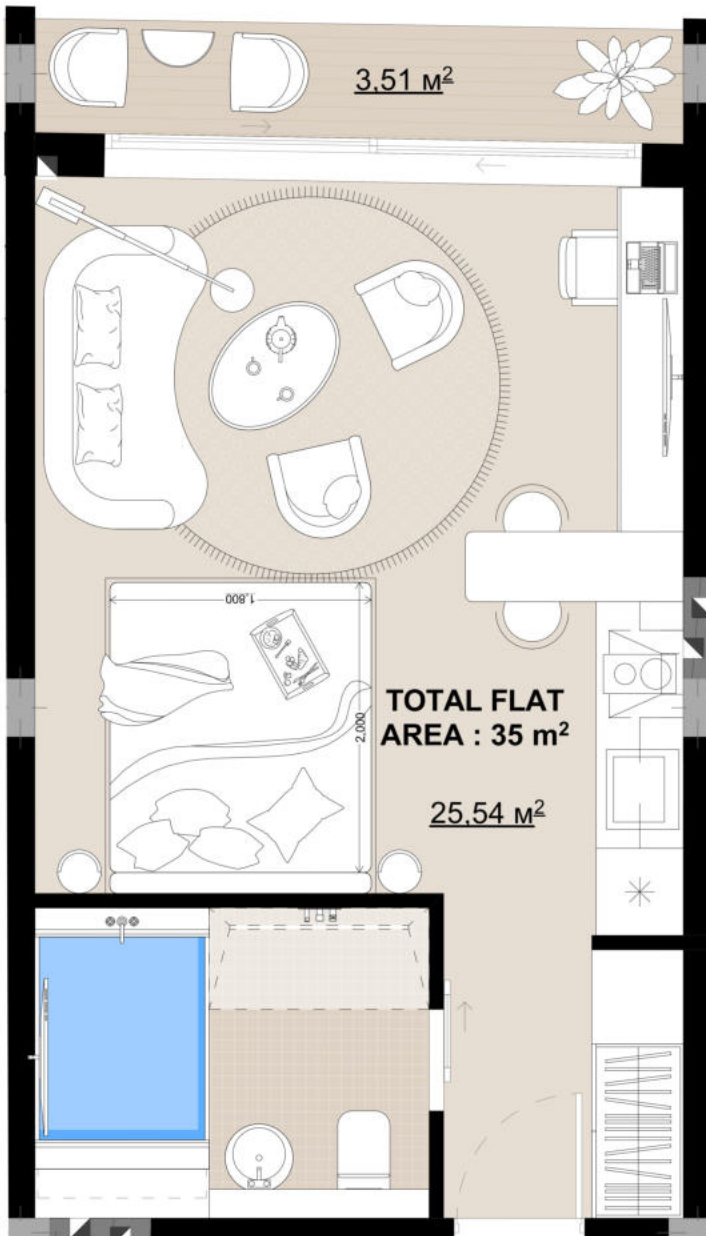 3,51 м²
1,800
2,000
TOTAL FLAT
AREA : 35 m²
25,54 м²